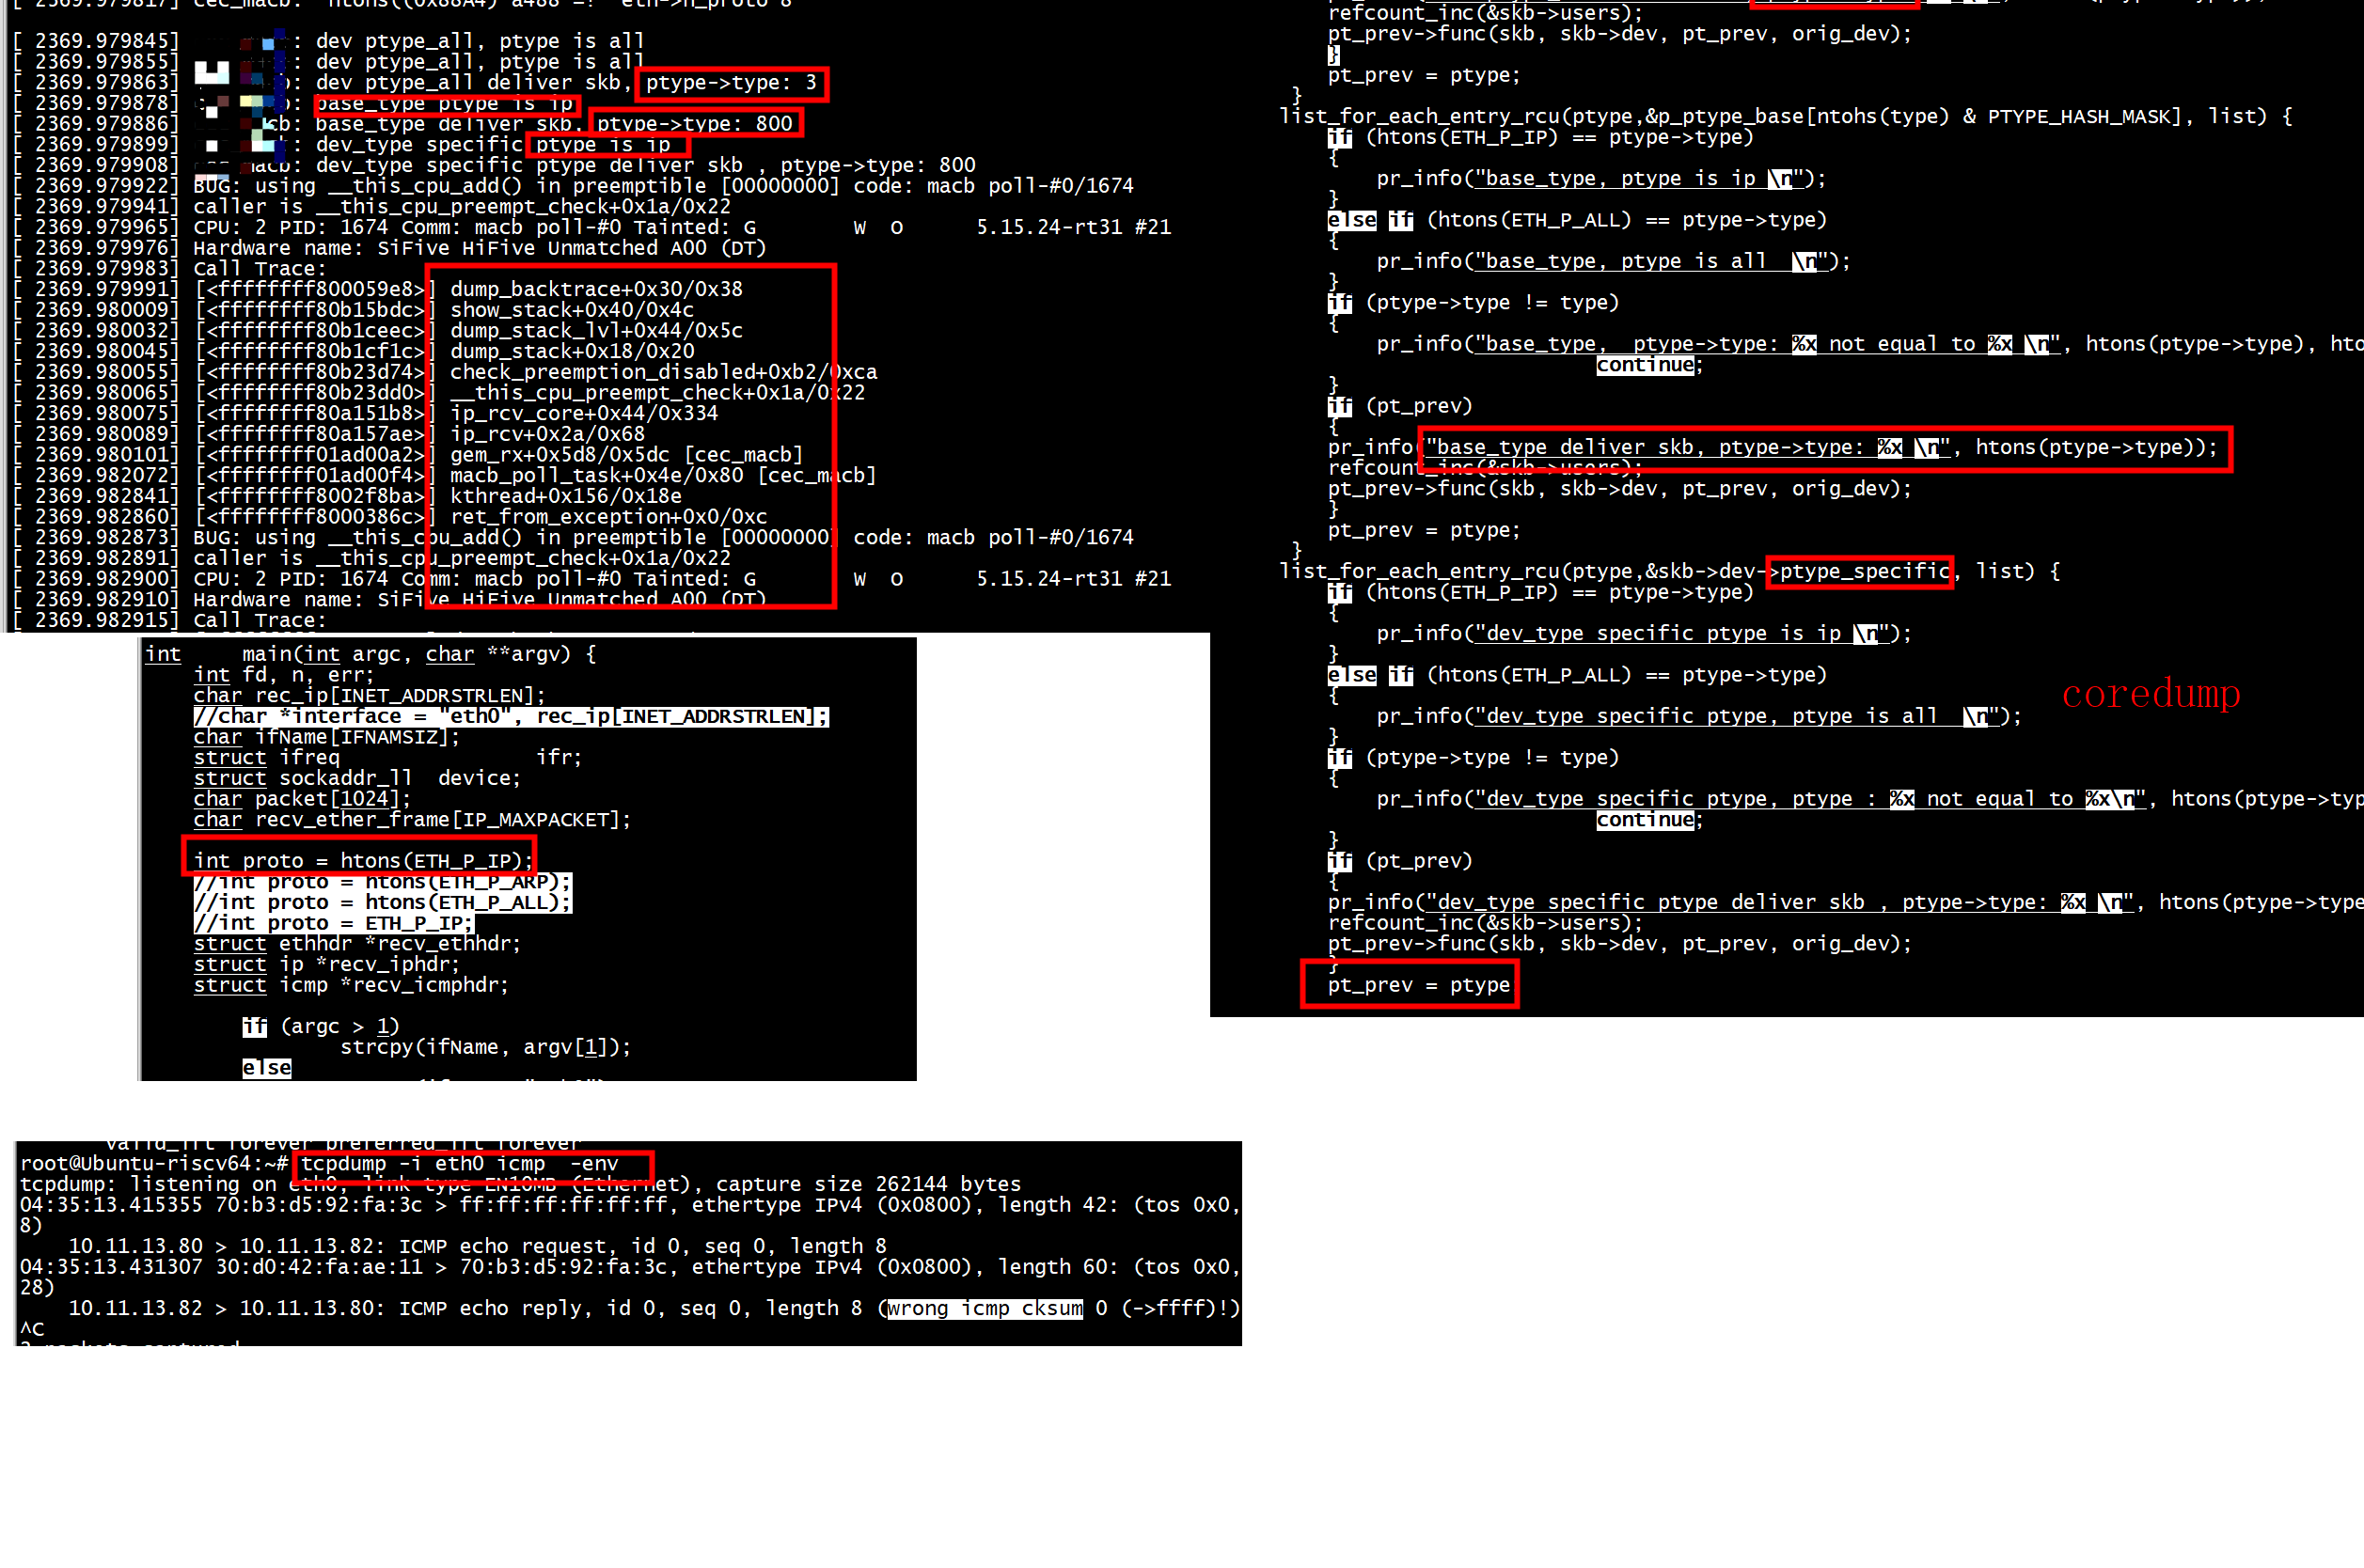 [ 2369.979817] cec_macb:  htons((0x88A4) a488 =!  eth->h_proto 8
[ 2369.979845] : dev ptype_all, ptype is all
[ 2369.979855] : dev ptype_all, ptype is all
[ 2369.979863] b: dev ptype_all deliver skb, ptype->type: 3
[ 2369.979878] b: base_type ptype is ip
[ 2369.979886] cb: base_type deliver skb, ptype->type: 800
[ 2369.979899] : dev_type specific ptype is ip
[ 2369.979908] macb: dev_type specific ptype deliver skb , ptype->type: 800
[ 2369.979922] BUG: using __this_cpu_add() in preemptible [00000000] code: macb poll-#0/1674
[ 2369.979941] caller is __this_cpu_preempt_check+0x1a/0x22
[ 2369.979965] CPU: 2 PID: 1674 Comm: macb poll-#0 Tainted: G        W  O      5.15.24-rt31 #21
[ 2369.979976] Hardware name: SiFive HiFive Unmatched A00 (DT)
[ 2369.979983] Call Trace:
[ 2369.979991] [<ffffffff800059e8>] dump_backtrace+0x30/0x38
[ 2369.980009] [<ffffffff80b15bdc>] show_stack+0x40/0x4c
[ 2369.980032] [<ffffffff80b1ceec>] dump_stack_lvl+0x44/0x5c
[ 2369.980045] [<ffffffff80b1cf1c>] dump_stack+0x18/0x20
[ 2369.980055] [<ffffffff80b23d74>] check_preemption_disabled+0xb2/0xca
[ 2369.980065] [<ffffffff80b23dd0>] __this_cpu_preempt_check+0x1a/0x22
[ 2369.980075] [<ffffffff80a151b8>] ip_rcv_core+0x44/0x334
[ 2369.980089] [<ffffffff80a157ae>] ip_rcv+0x2a/0x68
[ 2369.980101] [<ffffffff01ad00a2>] gem_rx+0x5d8/0x5dc [cec_macb]
[ 2369.982072] [<ffffffff01ad00f4>] macb_poll_task+0x4e/0x80 [cec_macb]
[ 2369.982841] [<ffffffff8002f8ba>] kthread+0x156/0x18e
[ 2369.982860] [<ffffffff8000386c>] ret_from_exception+0x0/0xc
[ 2369.982873] BUG: using __this_cpu_add() in preemptible [00000000] code: macb poll-#0/1674
[ 2369.982891] caller is __this_cpu_preempt_check+0x1a/0x22
[ 2369.982900] CPU: 2 PID: 1674 Comm: macb poll-#0 Tainted: G        W  O      5.15.24-rt31 #21
[ 2369.982910] Hardware name: SiFive HiFive Unmatched A00 (DT)
[ 2369.982915] Call Trace:
refcount_inc(&skb->users);
pt_prev->func(skb, skb->dev, pt_prev, orig_dev);
}
pt_prev = ptype;
}
list_for_each_entry_rcu(ptype,&p_ptype_base[ntohs(type) & PTYPE_HASH_MASK], list) {
if (htons(ETH_P_IP) == ptype->type)
{
pr_info("base_type, ptype is ip \n");
}
else if (htons(ETH_P_ALL) == ptype->type)
{
pr_info("base_type, ptype is all  \n");
}
if (ptype->type != type)
{
pr_info("base_type,  ptype->type: %x not equal to %x \n", htons(ptype->type), hto
continue;
}
if (pt_prev)
{
pr_info("base_type deliver skb, ptype->type: %x \n", htons(ptype->type));
refcount_inc(&skb->users);
pt_prev->func(skb, skb->dev, pt_prev, orig_dev);
}
pt_prev = ptype;
}
list_for_each_entry_rcu(ptype,&skb->dev->ptype_specific, list) {
if (htons(ETH_P_IP) == ptype->type)
{
pr_info("dev_type specific ptype is ip \n");
}
else if (htons(ETH_P_ALL) == ptype->type)
{
coredump
pr_info("dev_type specific ptype, ptype is all  \n");
}
if (ptype->type != type)
{
pr_info("dev_type specific ptype, ptype : %x not equal to %x\n", htons(ptype->typ
continue;
}
if (pt_prev)
{
pr_info("dev_type specific ptype deliver skb , ptype->type: %x \n", htons(ptype->type
refcount_inc(&skb->users);
pt_prev->func(skb, skb->dev, pt_prev, orig_dev);
}
pt_prev = ptype
int     main(int argc, char **argv) {
int fd, n, err;
char rec_ip[INET_ADDRSTRLEN];
//char *interface = "eth0", rec_ip[INET_ADDRSTRLEN];
char ifName[IFNAMSIZ];
struct ifreq                ifr;
struct sockaddr_ll  device;
char packet[1024];
char recv_ether_frame[IP_MAXPACKET];
int proto = htons(ETH_P_IP);
//int proto = htons(ETH_P_ARP);
//int proto = htons(ETH_P_ALL);
//int proto = ETH_P_IP;
struct ethhdr *recv_ethhdr;
struct ip *recv_iphdr;
struct icmp *recv_icmphdr;
if (argc > 1)
strcpy(ifName, argv[1]);
else
valid_lft forever preferred_lft forever
root@Ubuntu-riscv64:~# tcpdump -i eth0 icmp  -env
tcpdump: listening on eth0, link-type EN10MB (Ethernet), capture size 262144 bytes
04:35:13.415355 70:b3:d5:92:fa:3c > ff:ff:ff:ff:ff:ff, ethertype IPv4 (0x0800), length 42: (tos 0x0,
8)
10.11.13.80 > 10.11.13.82: ICMP echo request, id 0, seq 0, length 8
04:35:13.431307 30:d0:42:fa:ae:11 > 70:b3:d5:92:fa:3c, ethertype IPv4 (0x0800), length 60: (tos 0x0,
28)
10.11.13.82 > 10.11.13.80: ICMP echo reply, id 0, seq 0, length 8 (wrong icmp cksum 0 (->ffff)!)
^C
2 packets captured